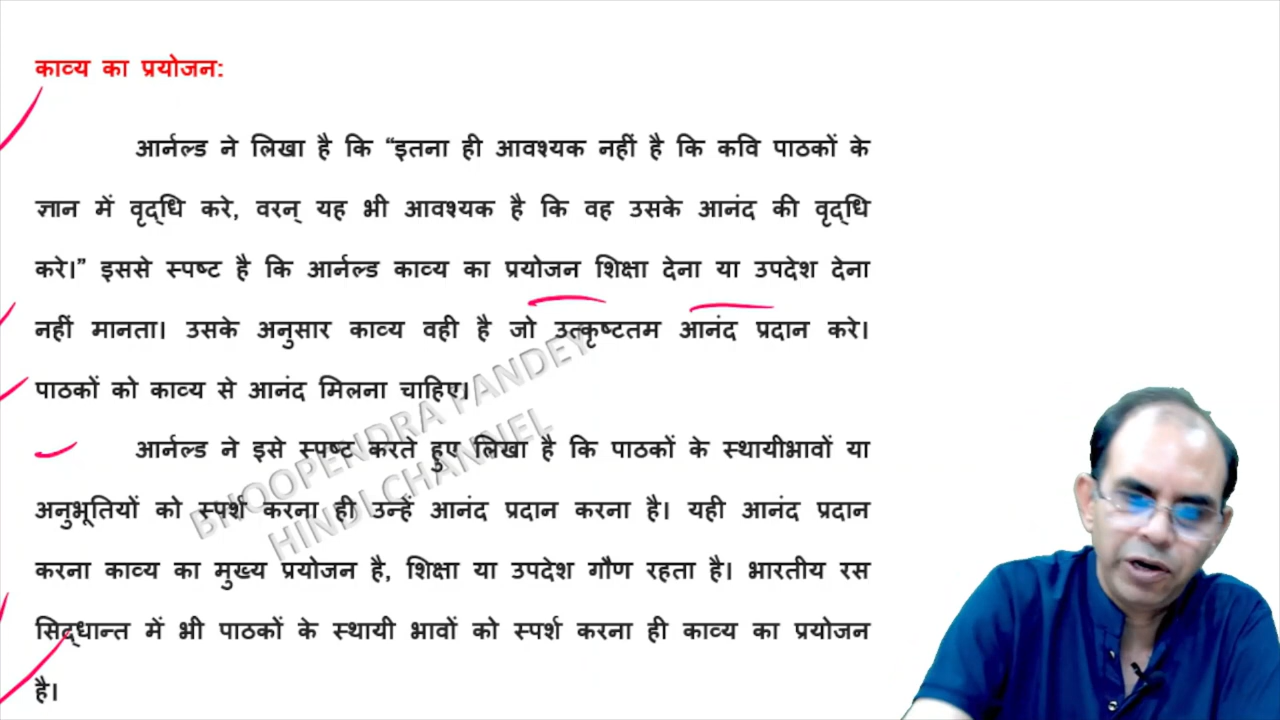 काव्य का प्रयोजन:
आर्नल्ड ने लिखा है कि “इतना ही आवश्यक नहीं है कि कवि पाठकों के
ज्ञान में वृद्धि करे, वरन् यह भी आवश्यक है कि वह उसके आनंद की वृद्धि
करे।” इससे स्पष्ट है कि आर्नल्ड काव्य का प्रयोजन शिक्षा देना या उपदेश देना
नहीं मानता। उसके अनुसार काव्य वही है जो उत्कृष्टतम आनंद प्रदान करे।
पाठकों को काव्य से आनंद मिलना चाहिए।
आर्नल्ड ने इसे स्पष्ट करते हुए लिखा है कि पाठकों के स्थायीभावों या
अनुभूतियों को स्पर्श करना ही उन्हें आनंद प्रदान करना है। यही आनंद प्रदान
करना काव्य का मुख्य प्रयोजन है, शिक्षा या उपदेश गौण रहता है। भारतीय रस
सिद्धान्त में भी पाठकों के स्थायी भावों को स्पर्श करना ही काव्य का प्रयोजन
है।
BHOOPENDRA PANDEY
HINDI CHANNEL